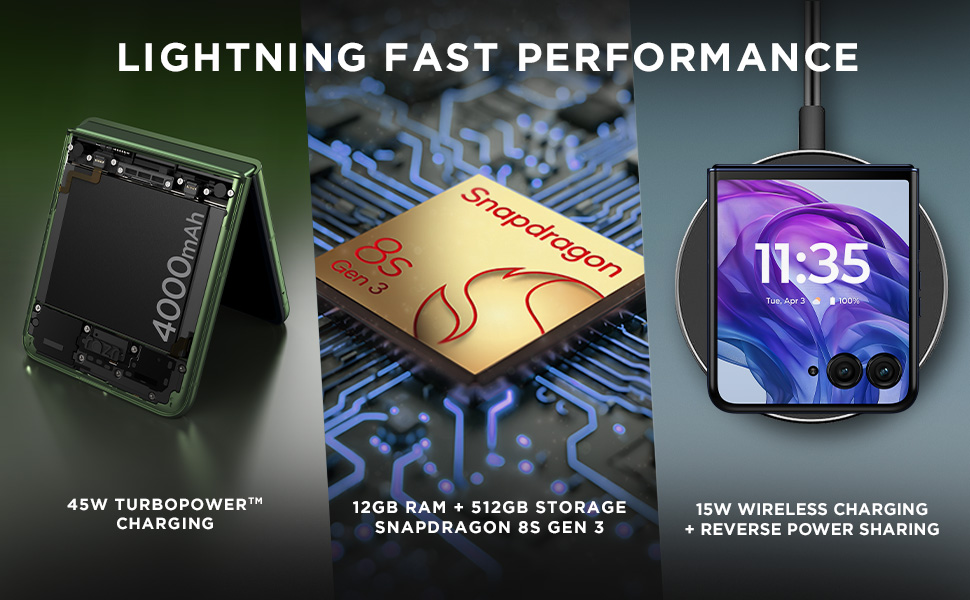 LIGHTNING FAST PERFORMANCE
4000mAh
45W TURBOPOWER™
CHARGING
Snapdragon
8s
Gen 3
12GB RAM + 512GB STORAGE
SNAPDRAGON 8S GEN 3
11:35
Tue, Apr 3 100%
15W WIRELESS CHARGING
+ REVERSE POWER SHARING